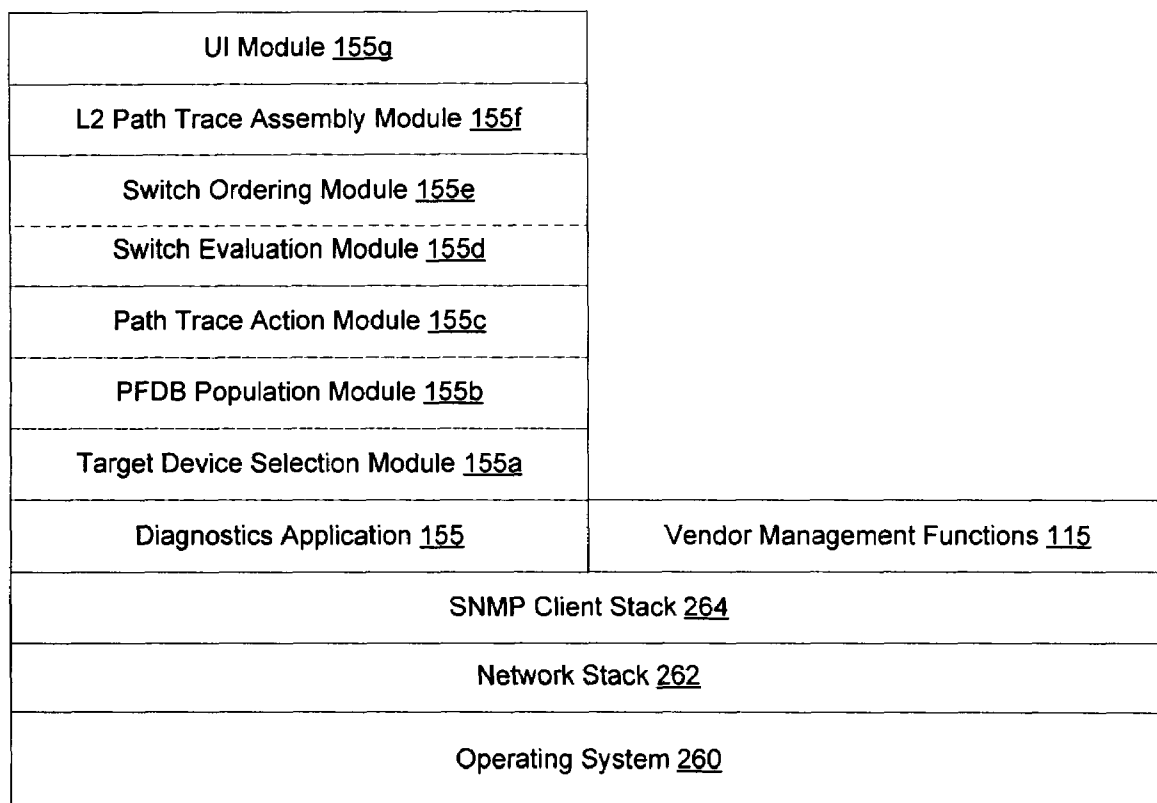 UI Module 155g
L2 Path Trace Assembly Module 155f
Switch Ordering Module 155e
Switch Evaluation Module 155d
Path Trace Action Module 155c
PFDB Population Module 155b
Target Device Selection Module 155a
Diagnostics Application 155
Vendor Management Functions 115
SNMP Client Stack 264
Network Stack 262
Operating System 260